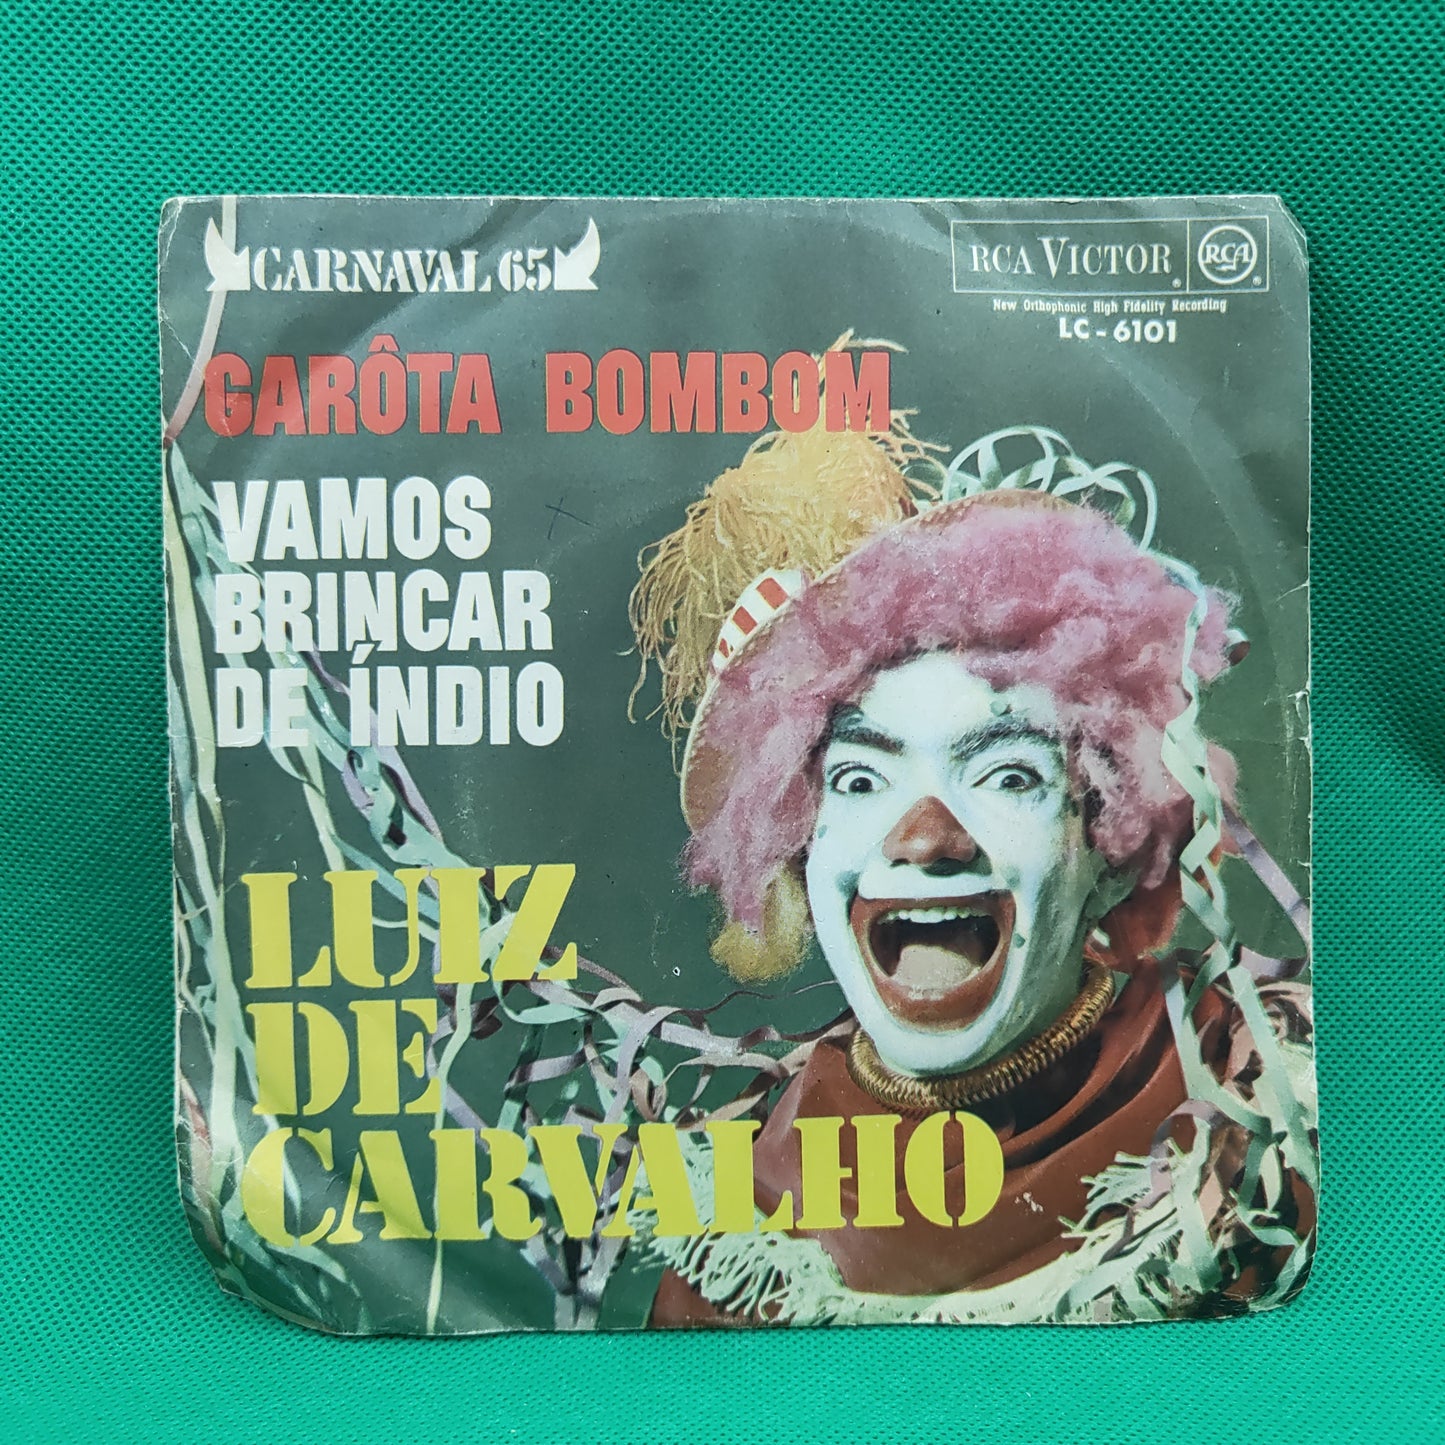 CARNAVAL 65
RCA VICTOR
RCA
New Orthophonic High Fidelity Recording
LC - 6101
GARÔTA BOMBOM
VAMOS
BRINCAR
DE ÍNDIO
LUIZ
DE
CARVALHO